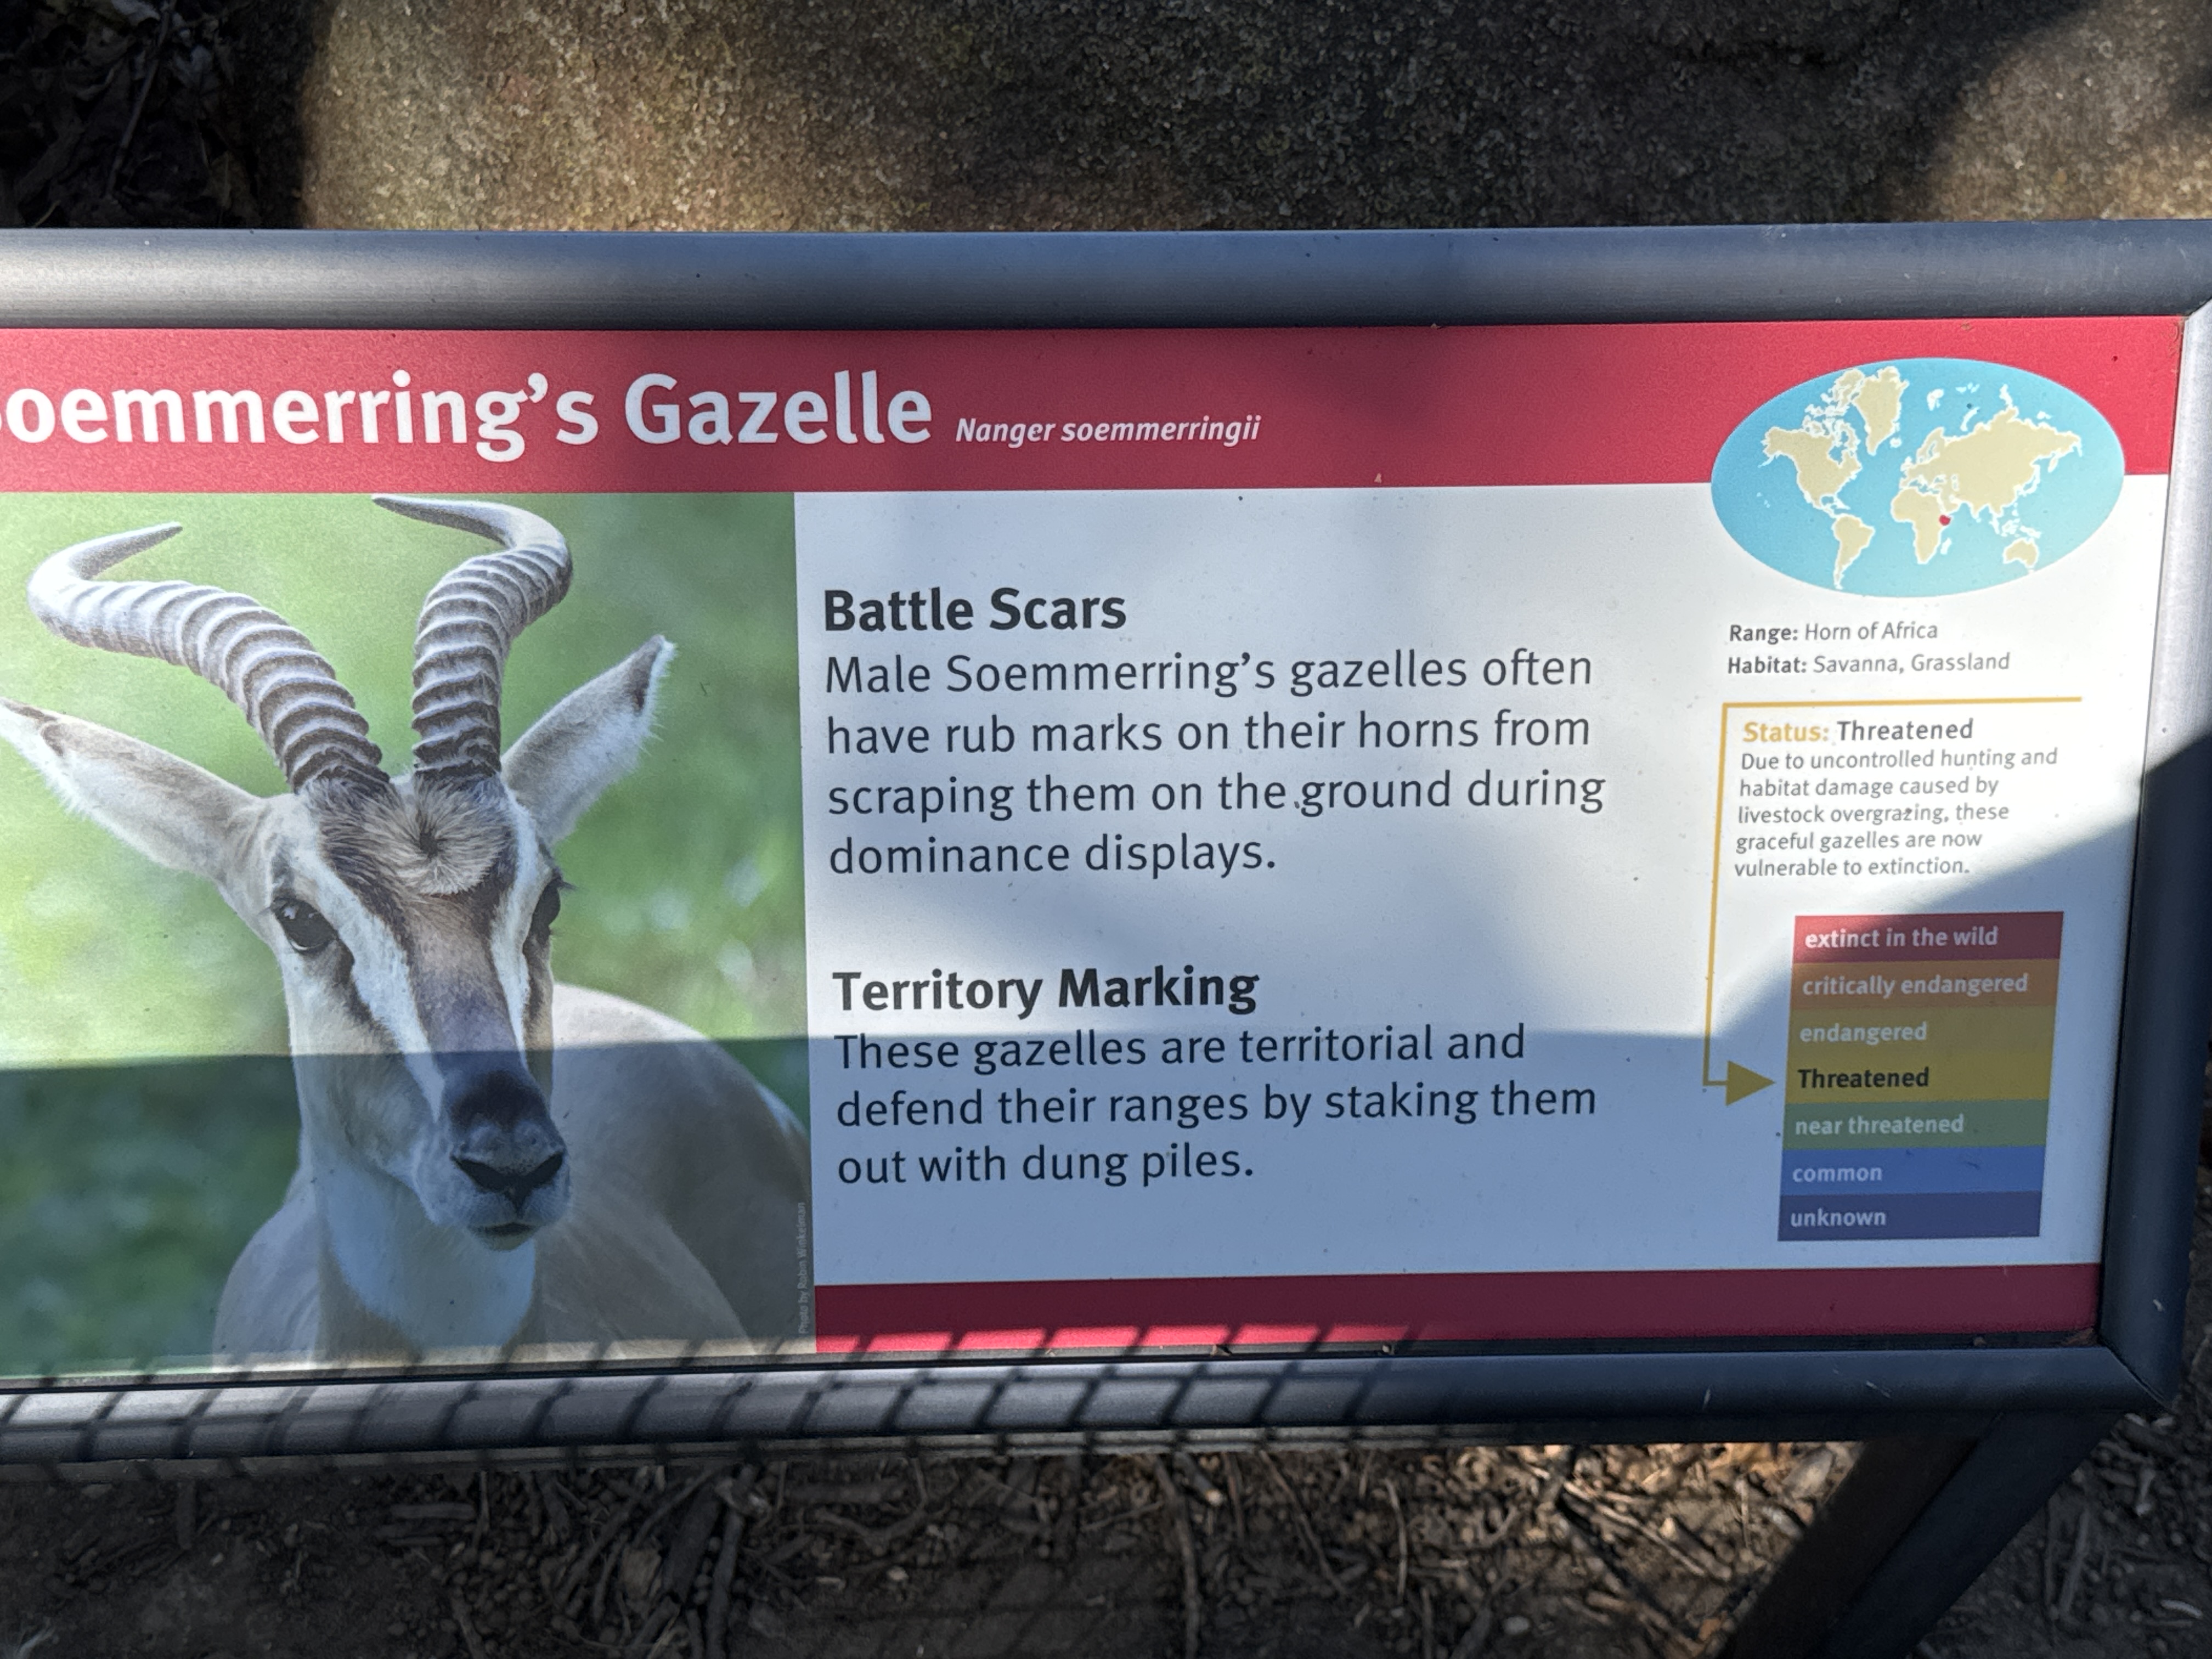 oemmerring's Gazelle Nanger soemmerringii
Battle Scars
Male Soemmerring's gazelles often
have rub marks on their horns from
scraping them on the ground during
dominance displays.
Territory Marking
These gazelles are territorial and
defend their ranges by staking them
out with dung piles.
Photo by Robin Winkelman
Range: Horn of Africa
Habitat: Savanna, Grassland
Status: Threatened
Due to uncontrolled hunting and
habitat damage caused by
livestock overgrazing, these
graceful gazelles are now
vulnerable to extinction.
extinct in the wild
critically endangered
endangered
Threatened
near threatened
common
unknown